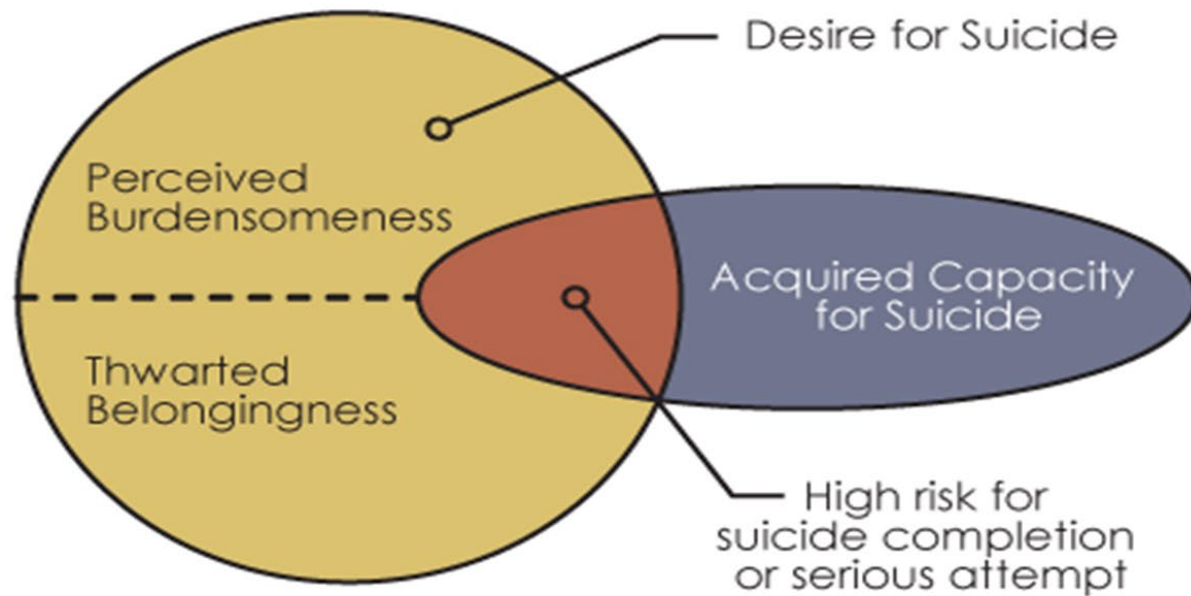 Desire for Suicide
Perceived
Burdensomeness
Acquired Capacity
for Suicide
Thwarted
Belongingness
High risk for
suicide completion
or serious attempt